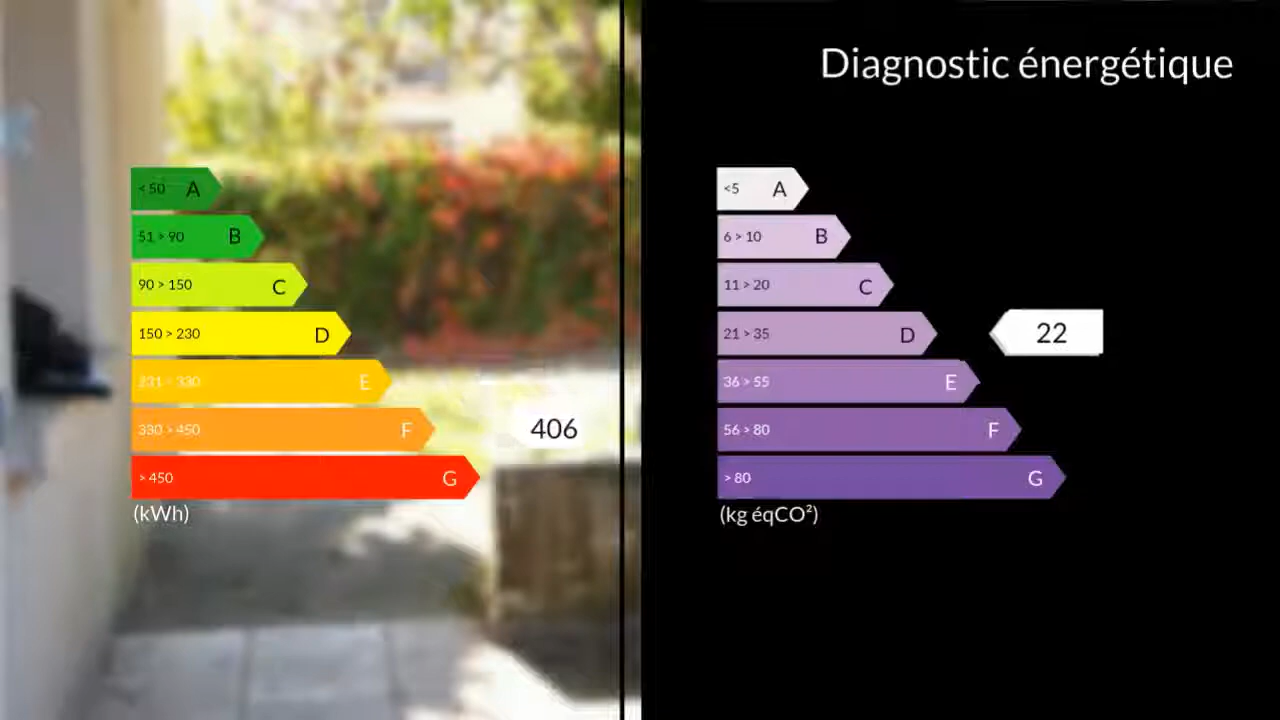 Diagnostic énergétique
< 50 A
51 > 90 B
90 > 150 C
150 > 230 D
231 > 330 E
330 > 450 F
406
> 450 G
(kWh)
<5 A
6 > 10 B
11 > 20 C
21 > 35 D
22
36 > 55 E
56 > 80 F
> 80 G
(kg éqCO²)